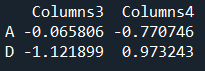 Columns3 Columns4
A -0.065806 -0.770746
D -1.121899 0.973243